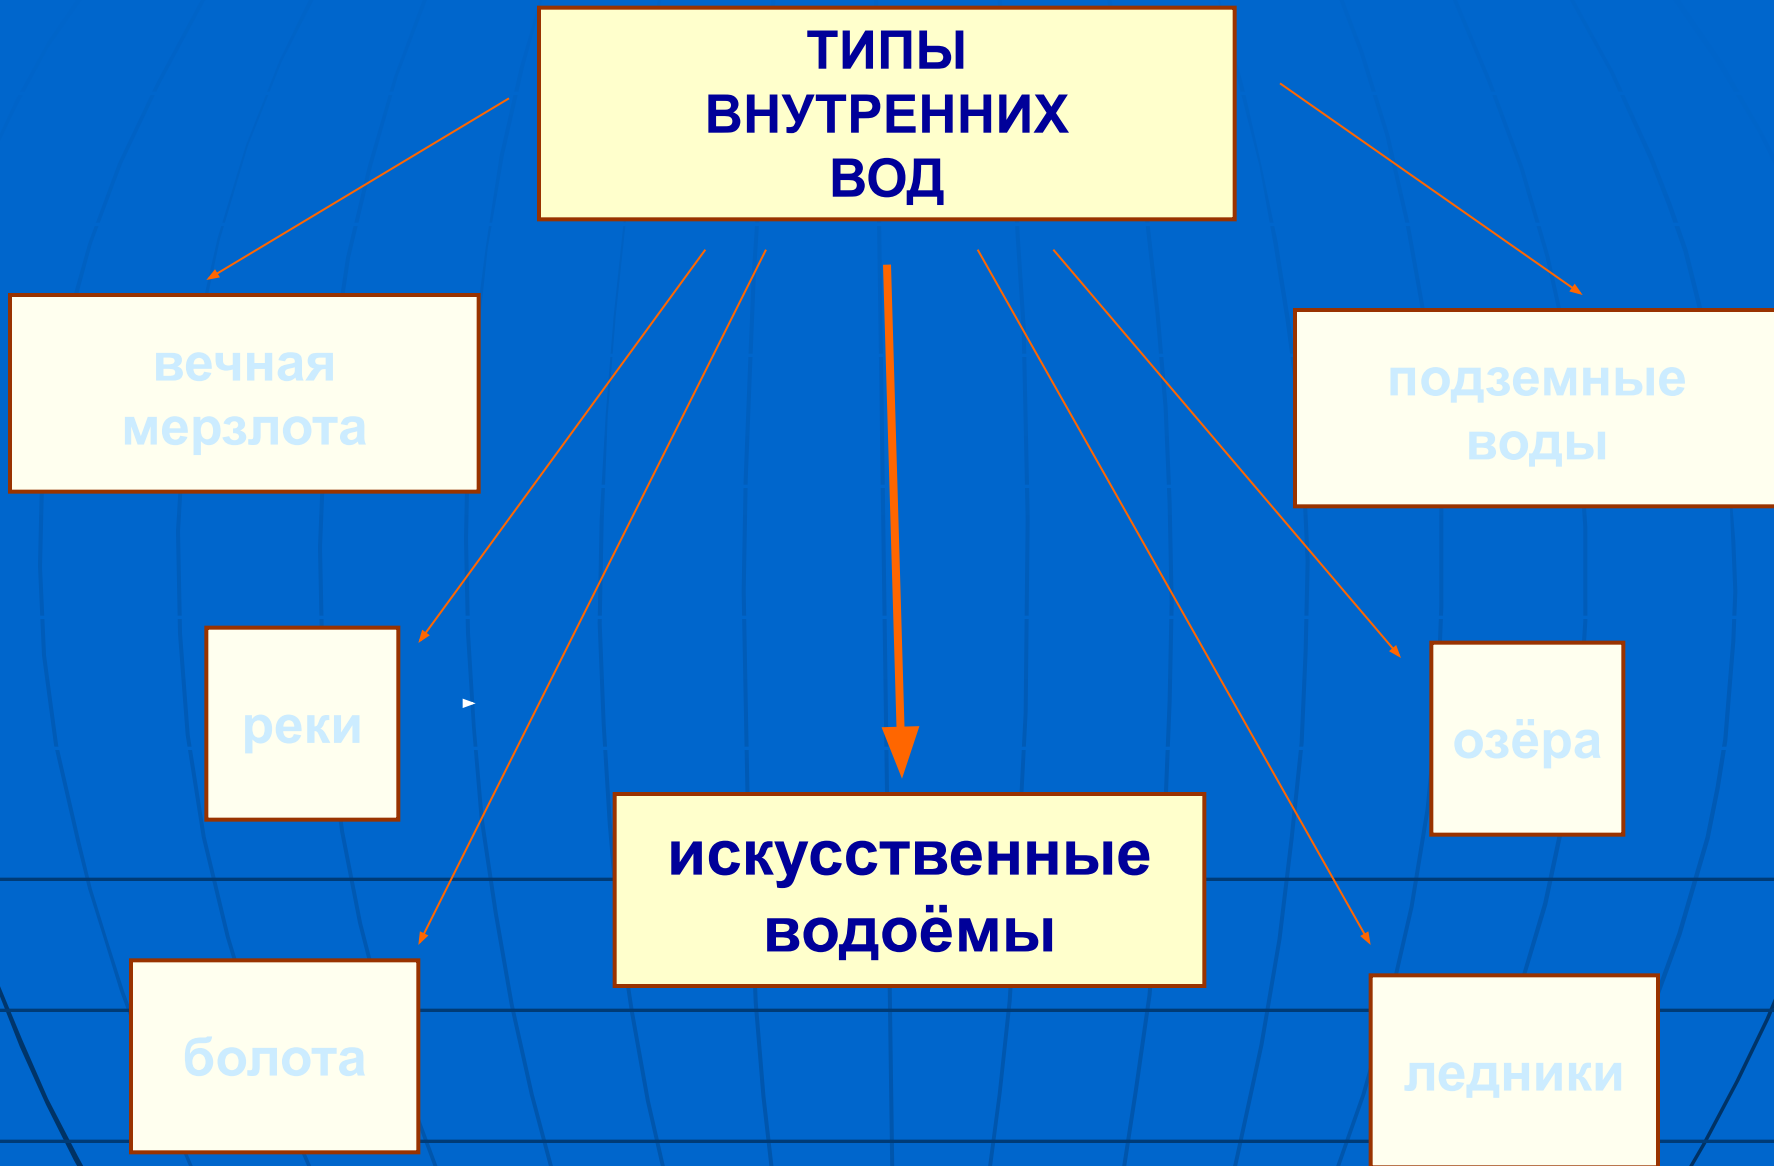 ТИПЫ
ВНУТРЕННИХ
ВОД
вечная
мерзлота
подземные
воды
реки
озёра
искусственные
водоёмы
болота
ледники